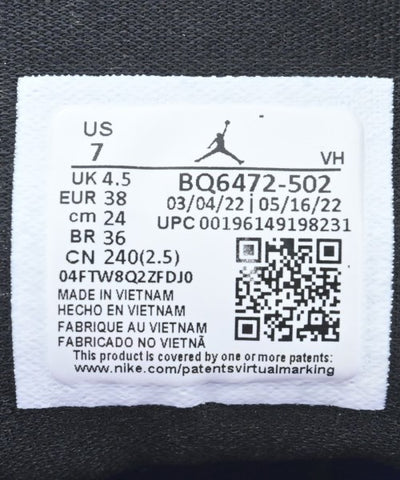 US
7
VH
UK 4.5
EUR 38
cm 24
BR 36
CN 240(2.5)
BQ6472-502
03/04/22 | 05/16/22
UPC 00196149198231
04FTW8Q2ZFDJ0
MADE IN VIETNAM
HECHO EN VIETNAM
FABRIQUE AU VIETNAM
FABRICADO NO VIETNÃ
This product is covered by one or more patents:
www.nike.com/patentsvirtualmarking